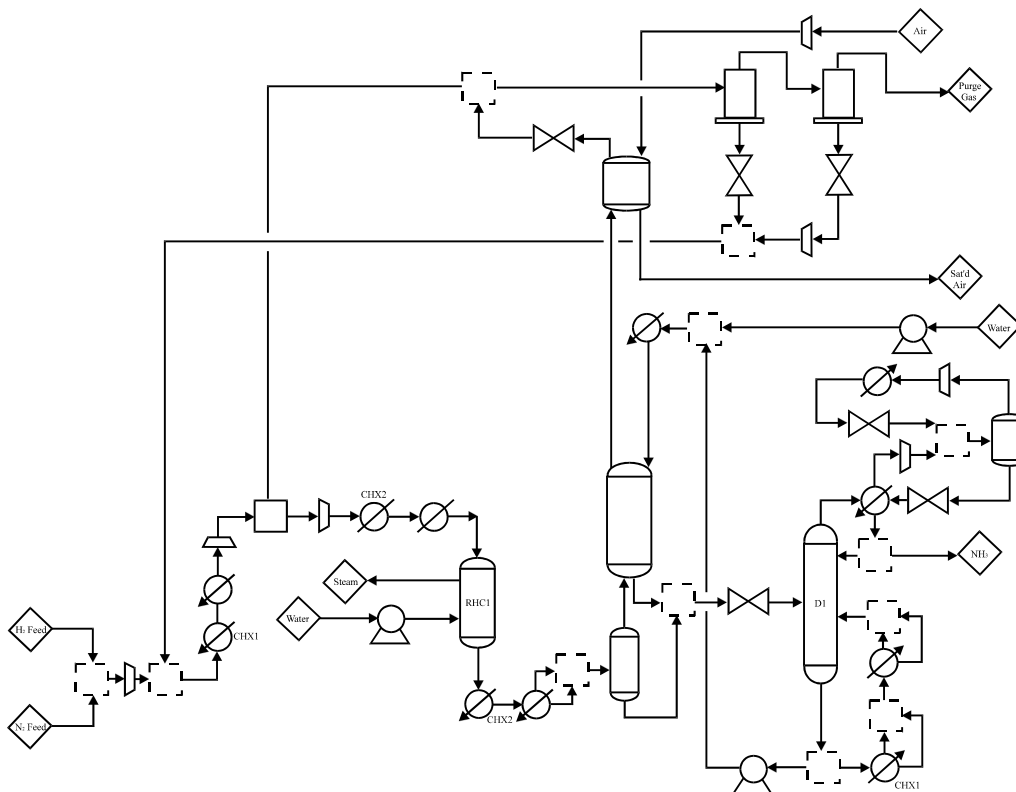 Air
Purge
Gas
Sat'd
Air
Water
CHX2
Steam
RHC1
Water
NH₃
D1
H₂ Feed
CHX1
N₂ Feed
CHX2
CHX1